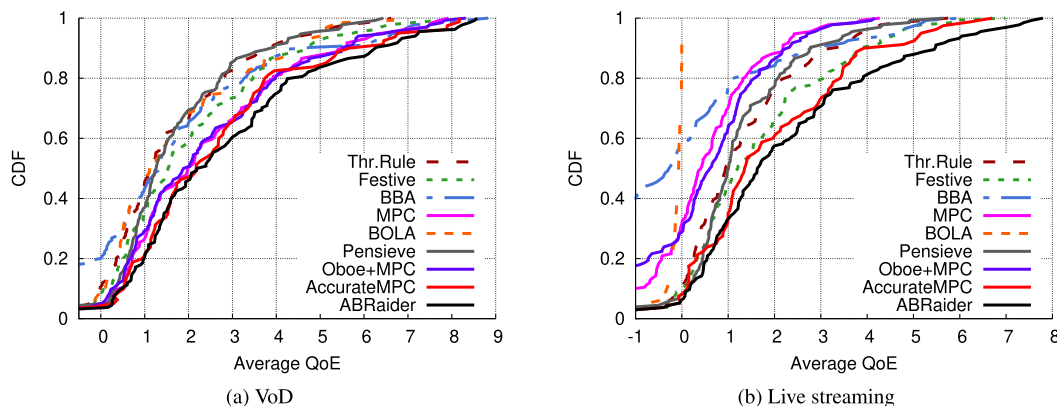 1
0.8
0.6
0.4
0.2
0
CDF
0 1 2 3 4 5 6 7 8 9
Average QoE
Thr.Rule
Festive
BBA
MPC
BOLA
Pensieve
Oboe+MPC
AccurateMPC
ABRaider
(a) VoD
1
0.8
0.6
0.4
0.2
0
CDF
-1 0 1 2 3 4 5 6 7 8
Average QoE
Thr.Rule
Festive
BBA
MPC
BOLA
Pensieve
Oboe+MPC
AccurateMPC
ABRaider
(b) Live streaming